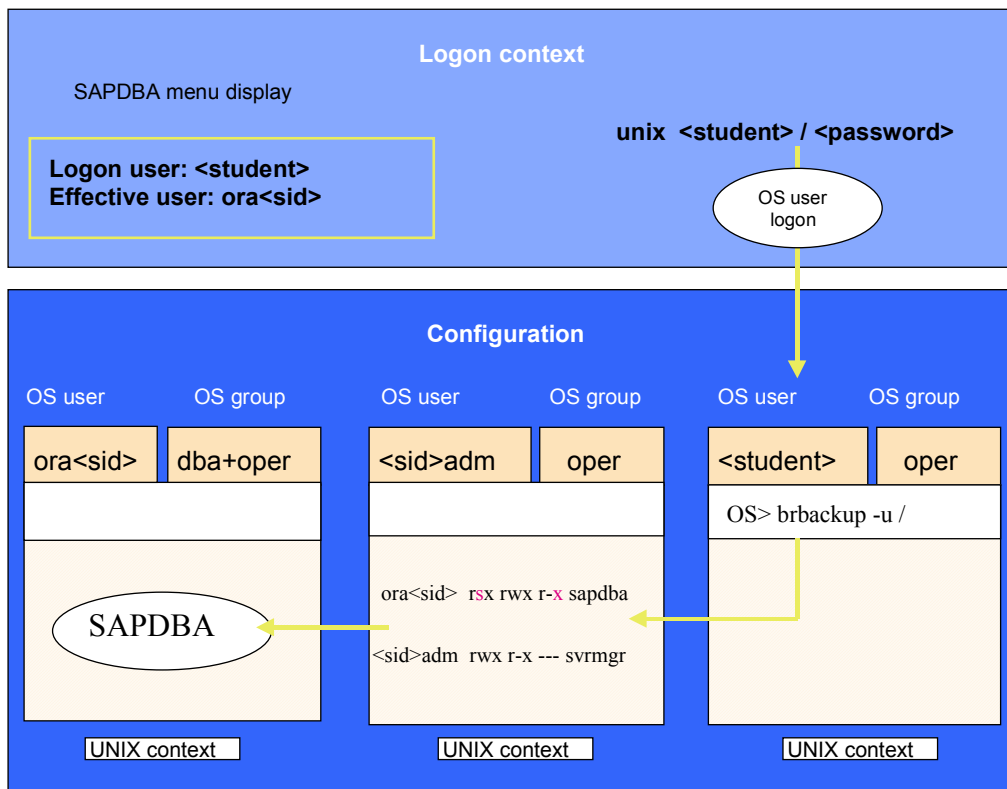 Logon context
SAPDBA menu display
unix <student> / <password>
Logon user: <student>
Effective user: ora<sid>
OS user
logon
Configuration
OS user OS group OS user OS group OS user OS group
ora<sid> dba+oper <sid>adm oper <student> oper
OS> brbackup -u /
ora<sid> rsx rwx r-x sapdba
SAPDBA
<sid>adm rwx r-x --- svrmgr
UNIX context UNIX context UNIX context